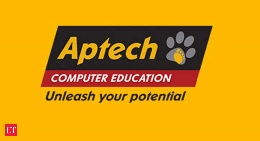 Aptech
COMPUTER EDUCATION
Unleash your potential
ET